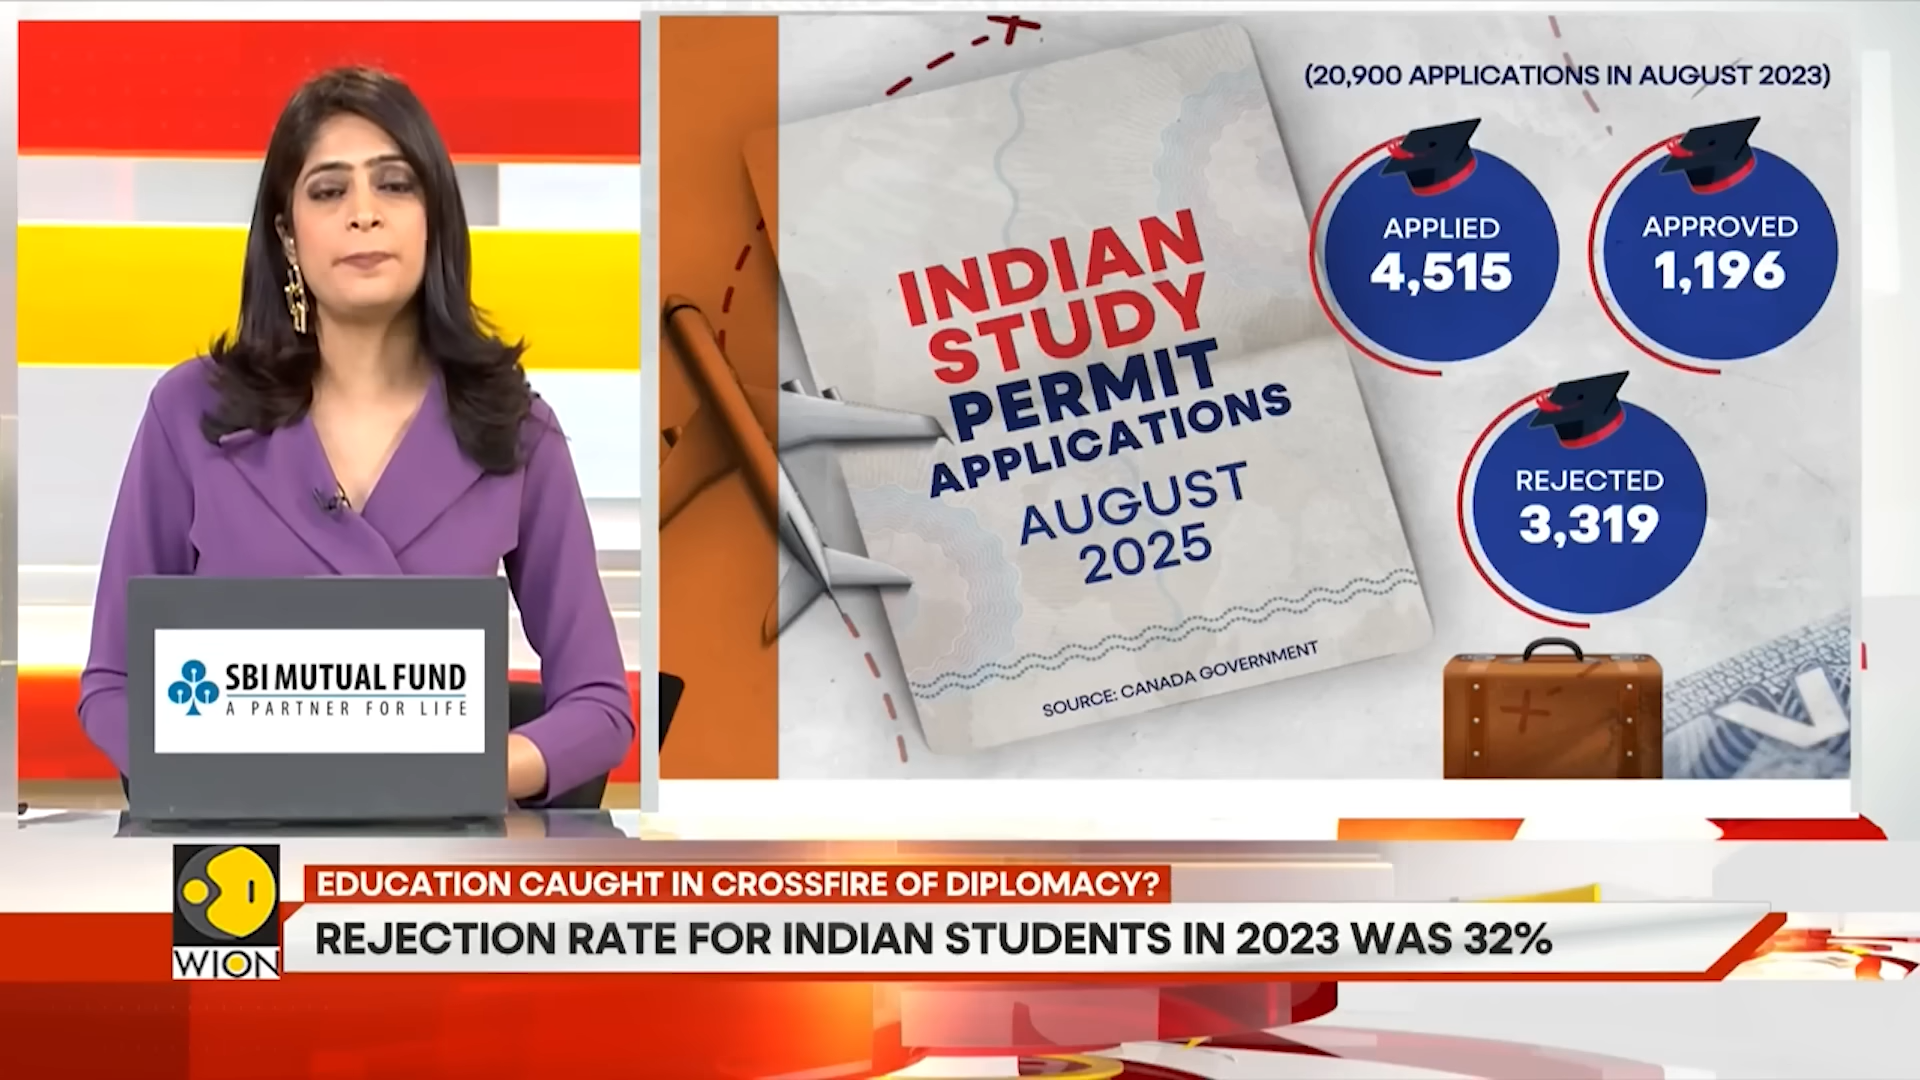 (20,900 APPLICATIONS IN AUGUST 2023)
INDIAN
STUDY
PERMIT
APPLICATIONS
AUGUST
2025
SOURCE: CANADA GOVERNMENT
APPLIED
4,515
APPROVED
1,196
REJECTED
3,319
SBI MUTUAL FUND
A PARTNER FOR LIFE
EDUCATION CAUGHT IN CROSSFIRE OF DIPLOMACY?
REJECTION RATE FOR INDIAN STUDENTS IN 2023 WAS 32%
WION